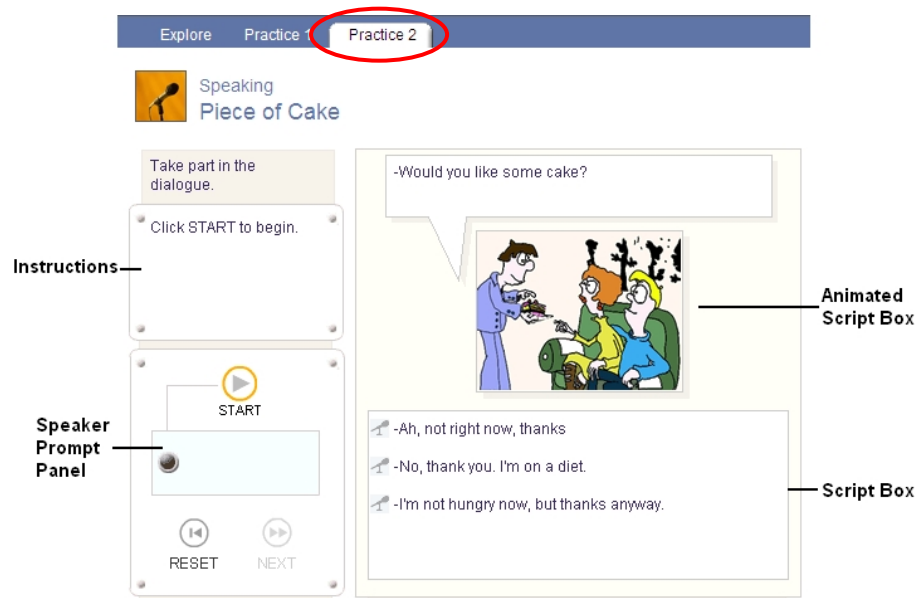 Explore Practice 1 Practice 2
Speaking
Piece of Cake
Take part in the
dialogue.
Click START to begin.
Instructions
START
Speaker
Prompt
Panel
RESET NEXT
-Would you like some cake?
Animated
Script Box
-Ah, not right now, thanks
-No, thank you. I'm on a diet.
-I'm not hungry now, but thanks anyway.
Script Box